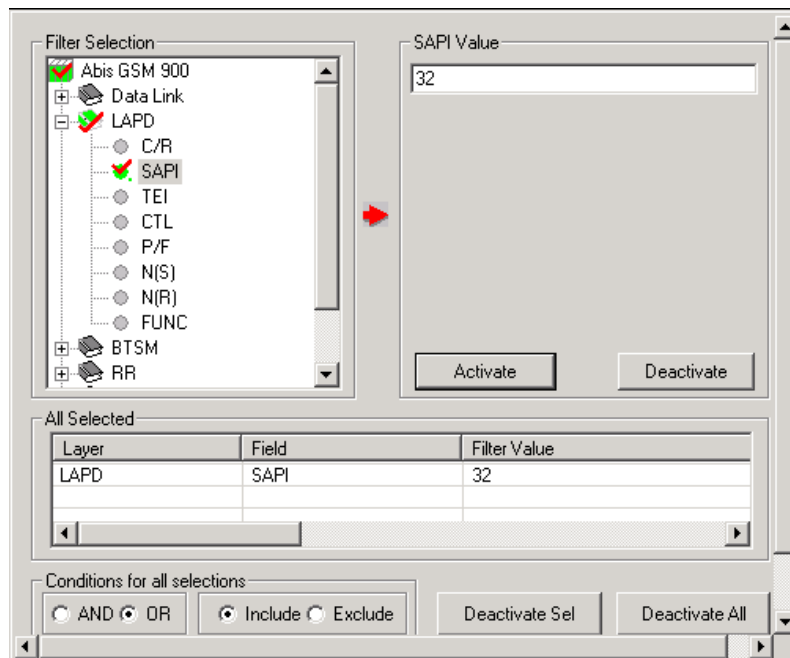 Filter Selection
Abis GSM 900
Data Link
LAPD
C/R
SAPI
TEI
CTL
P/F
N(S)
N(R)
FUNC
BTSM
RR
SAPI Value
32
Activate Deactivate
All Selected
Layer Field Filter Value
LAPD SAPI 32
Conditions for all selections
AND OR Include Exclude Deactivate Sel Deactivate All